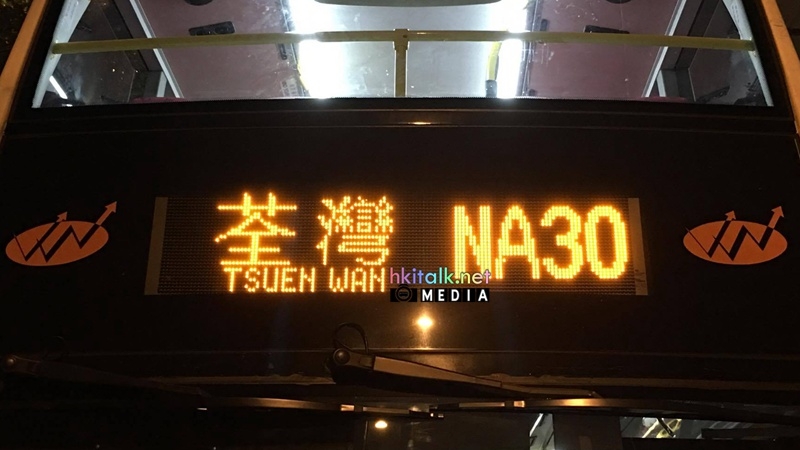 荃灣 NA30
TSUEN WAN
hkitalk.net
MEDIA